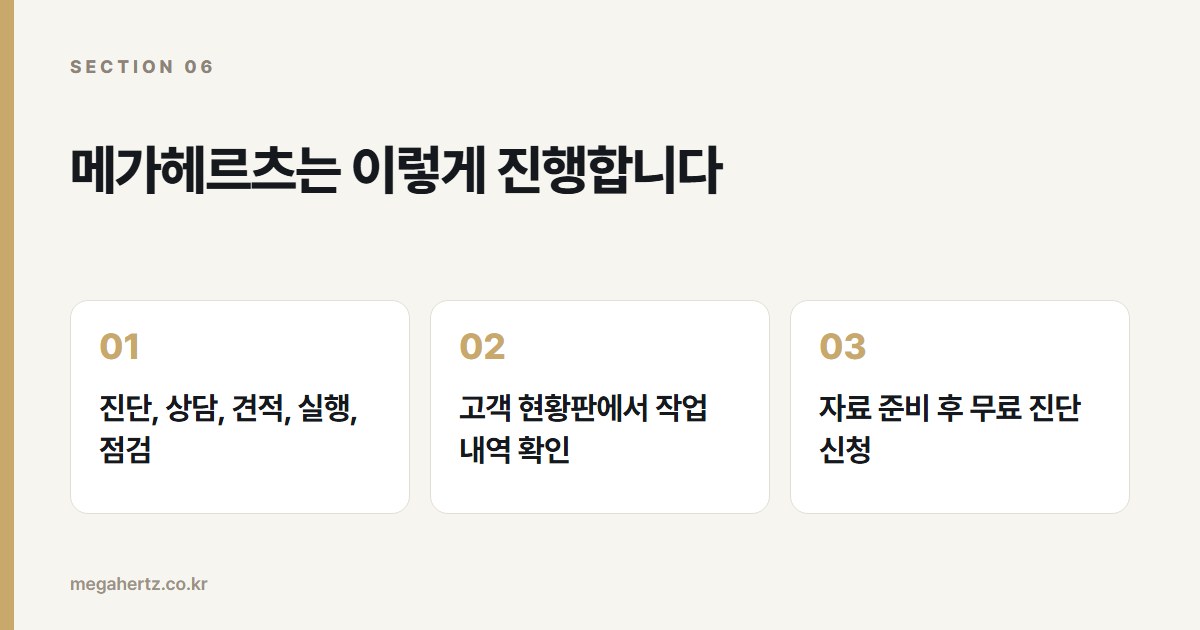 SECTION 06
메가헤르츠는 이렇게 진행합니다
01
진단, 상담, 견적, 실행,
점검
02
고객 현황판에서 작업
내역 확인
03
자료 준비 후 무료 진단
신청
megahertz.co.kr